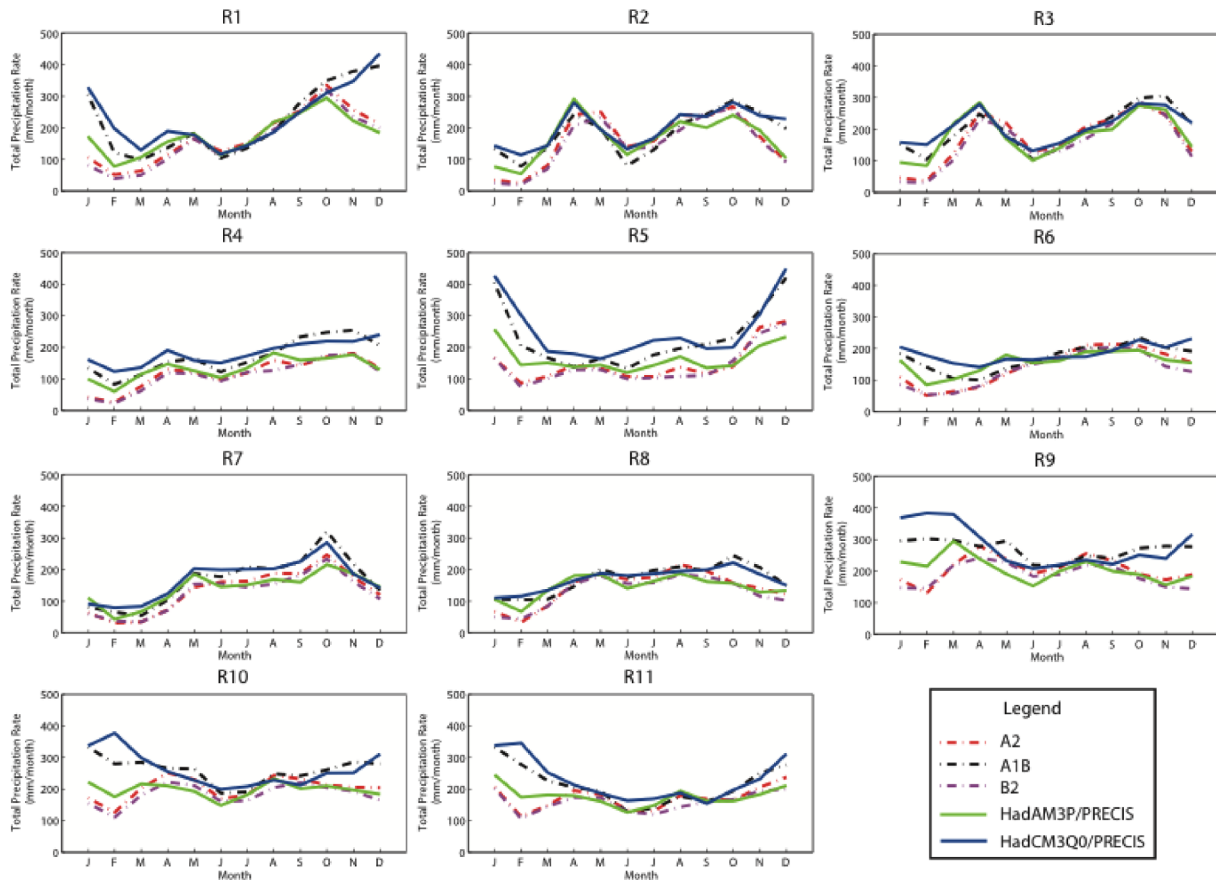 R1
R2
R3
Total Precipitation Rate
(mm/month)
500
400
300
200
100
0
J F M A M J J A S O N D
Month
Total Precipitation Rate
(mm/month)
500
400
300
200
100
0
J F M A M J J A S O N D
Month
Total Precipitation Rate
(mm/month)
500
400
300
200
100
0
J F M A M J J A S O N D
Month
R4
R5
R6
Total Precipitation Rate
(mm/month)
500
400
300
200
100
0
J F M A M J J A S O N D
Month
Total Precipitation Rate
(mm/month)
500
400
300
200
100
0
J F M A M J J A S O N D
Month
Total Precipitation Rate
(mm/month)
500
400
300
200
100
0
J F M A M J J A S O N D
Month
R7
R8
R9
Total Precipitation Rate
(mm/month)
500
400
300
200
100
0
J F M A M J J A S O N D
Month
Total Precipitation Rate
(mm/month)
500
400
300
200
100
0
J F M A M J J A S O N D
Month
Total Precipitation Rate
(mm/month)
500
400
300
200
100
0
J F M A M J J A S O N D
Month
R10
R11
Total Precipitation Rate
(mm/month)
500
400
300
200
100
0
J F M A M J J A S O N D
Month
Total Precipitation Rate
(mm/month)
500
400
300
200
100
0
J F M A M J J A S O N D
Month
Legend
A2
A1B
B2
HadAM3P/PRECIS
HadCM3Q0/PRECIS